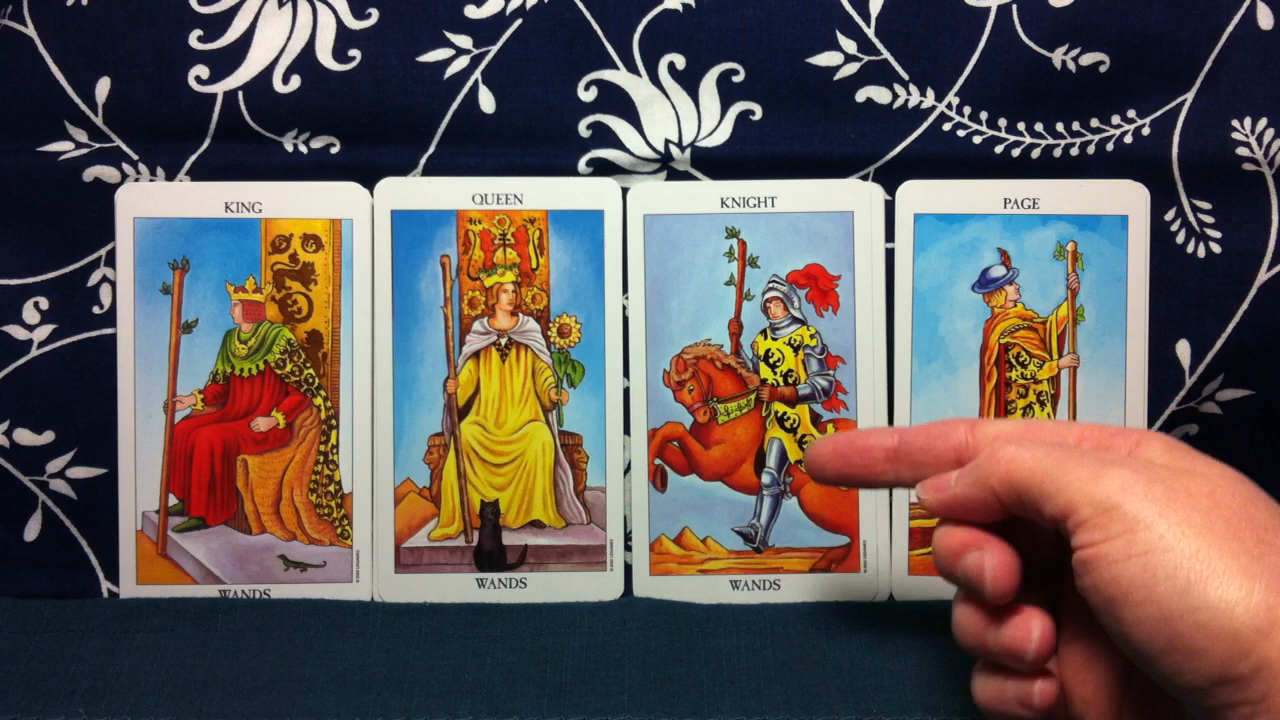 KING
QUEEN
KNIGHT
PAGE
WANDS
WANDS
WANDS